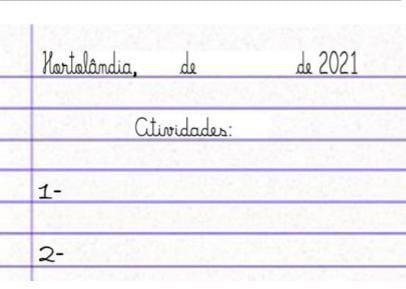 Hortolândia, de de 2021
Atividades:
1-
2-